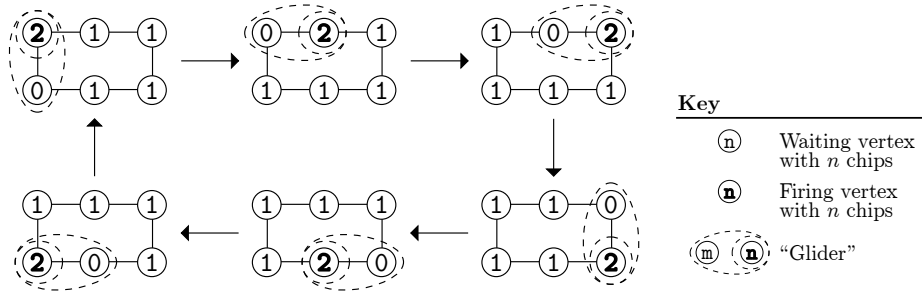 2 1 1 0 2 1 1 0 2
0 1 1 1 1 1 1 1 1
Key
n Waiting vertex
with n chips
n Firing vertex
with n chips
m n “Glider”
1 1 1 1 1 1 1 1 0
2 0 1 1 2 0 1 1 2